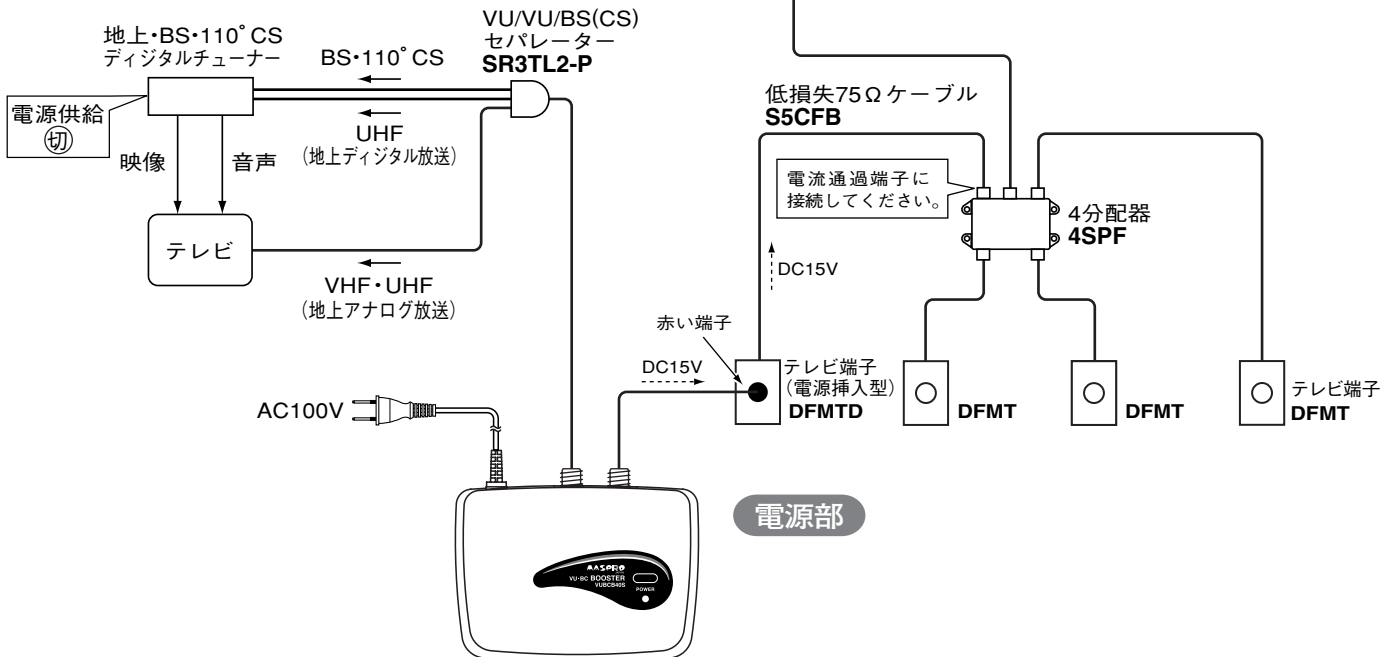 VU/VU/BS(CS)
セパレーター
SR3TL2-P
地上・BS・110°CS
ディジタルチューナー
BS・110°CS
電源供給
切
UHF
(地上ディジタル放送)
映像
音声
テレビ
VHF・UHF
(地上アナログ放送)
低損失75Ωケーブル
S5CFB
電流通過端子に
接続してください。
4分配器
4SPF
DC15V
赤い端子
DC15V
テレビ端子
(電源挿入型)
DFMTD
DFMT
DFMT
テレビ端子
DFMT
AC100V
電源部
MASPRO
VU・BC BOOSTER
VUBCB40S
POWER